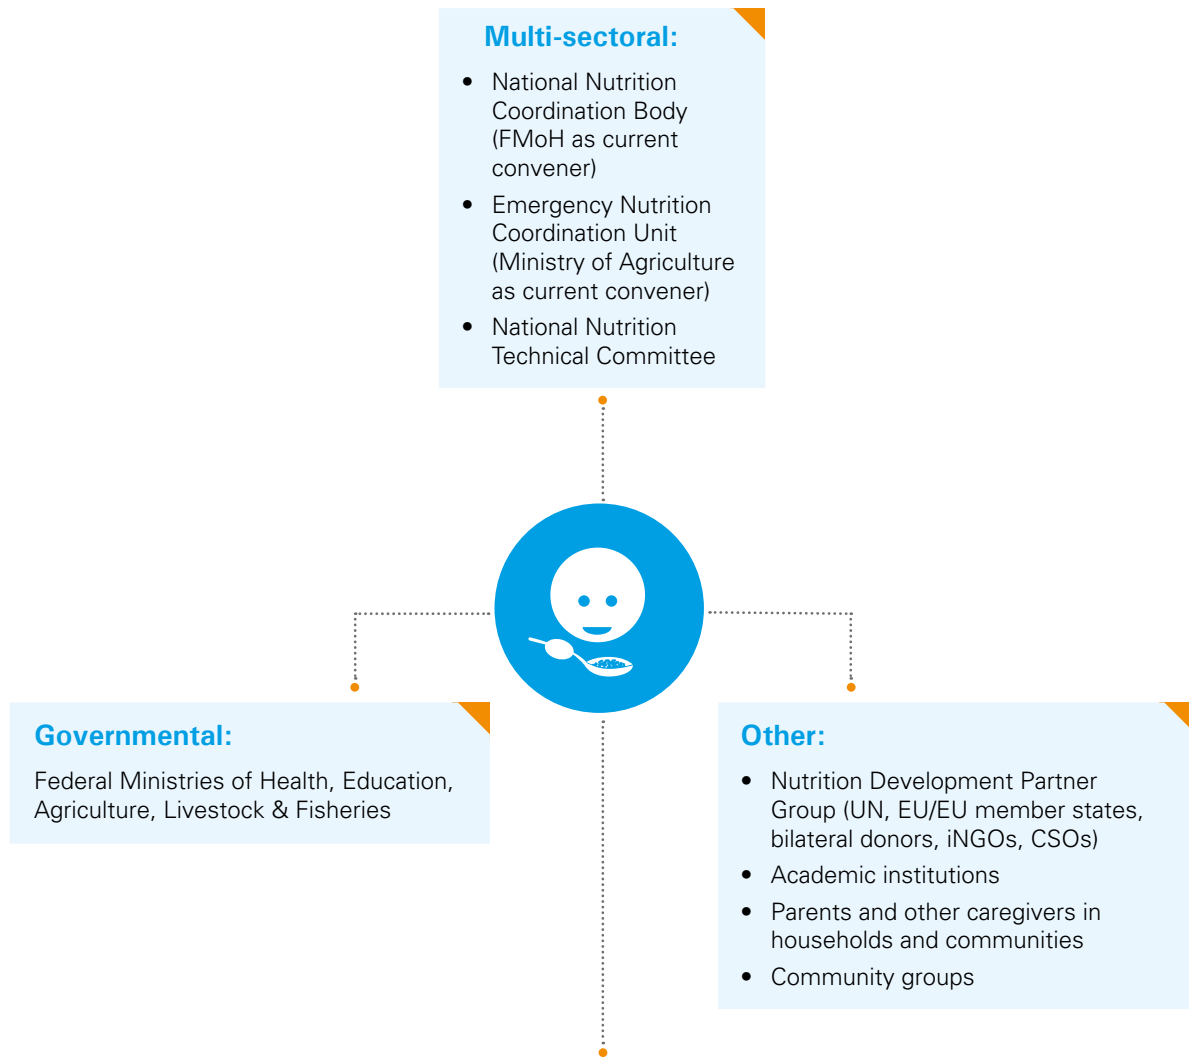 Multi-sectoral:
• National Nutrition
Coordination Body
(FMoH as current
convener)
• Emergency Nutrition
Coordination Unit
(Ministry of Agriculture
as current convener)
• National Nutrition
Technical Committee
Governmental:
Federal Ministries of Health, Education,
Agriculture, Livestock & Fisheries
Other:
• Nutrition Development Partner
Group (UN, EU/EU member states,
bilateral donors, iNGOs, CSOs)
• Academic institutions
• Parents and other caregivers in
households and communities
• Community groups